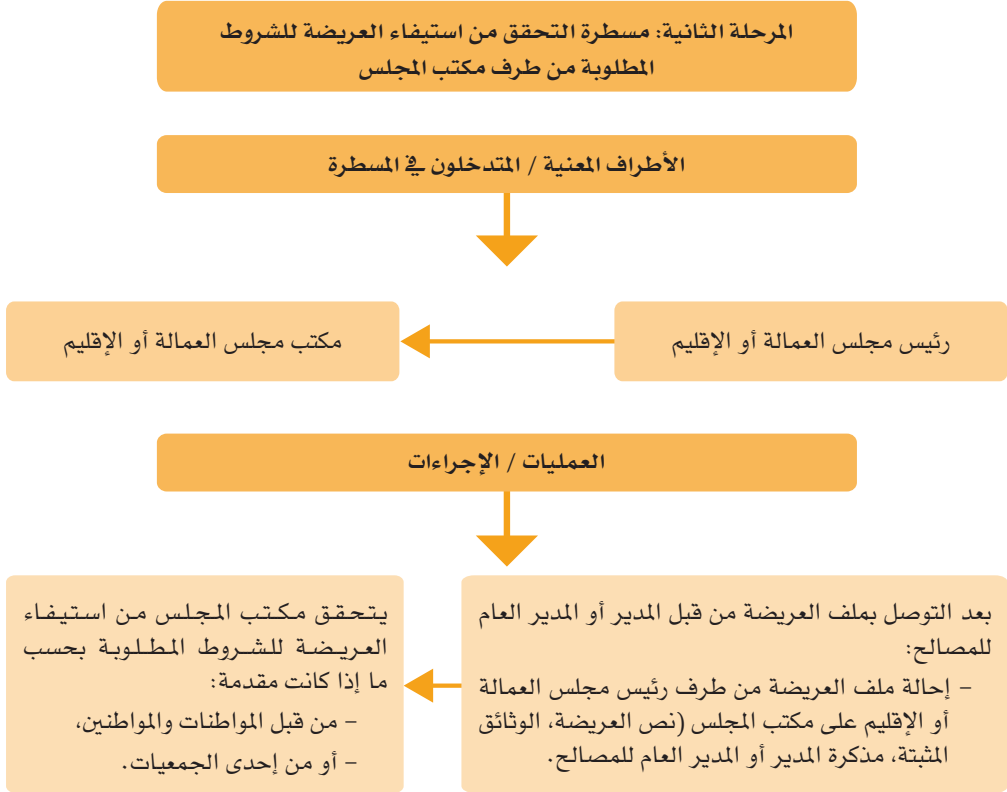 المرحلة الثانية: مسطرة التحقق من استيفاء العريضة للشروط
المطلوبة من طرف مكتب المجلس
الأطراف المعنية / المتدخلون في المسطرة
رئيس مجلس العمالة أو الإقليم
مكتب مجلس العمالة أو الإقليم
العمليات / الإجراءات
بعد التوصل بملف العريضة من قبل المدير أو المدير العام
للمصالح:
– إحالة ملف العريضة من طرف رئيس مجلس العمالة
أو الإقليم على مكتب المجلس (نص العريضة، الوثائق
المثبتة، مذكرة المدير أو المدير العام للمصالح.
يتحقق مكتب المجلس من استيفاء
العريضة للشروط المطلوبة بحسب
ما إذا كانت مقدمة:
– من قبل المواطنات والمواطنين،
– أو من إحدى الجمعيات.